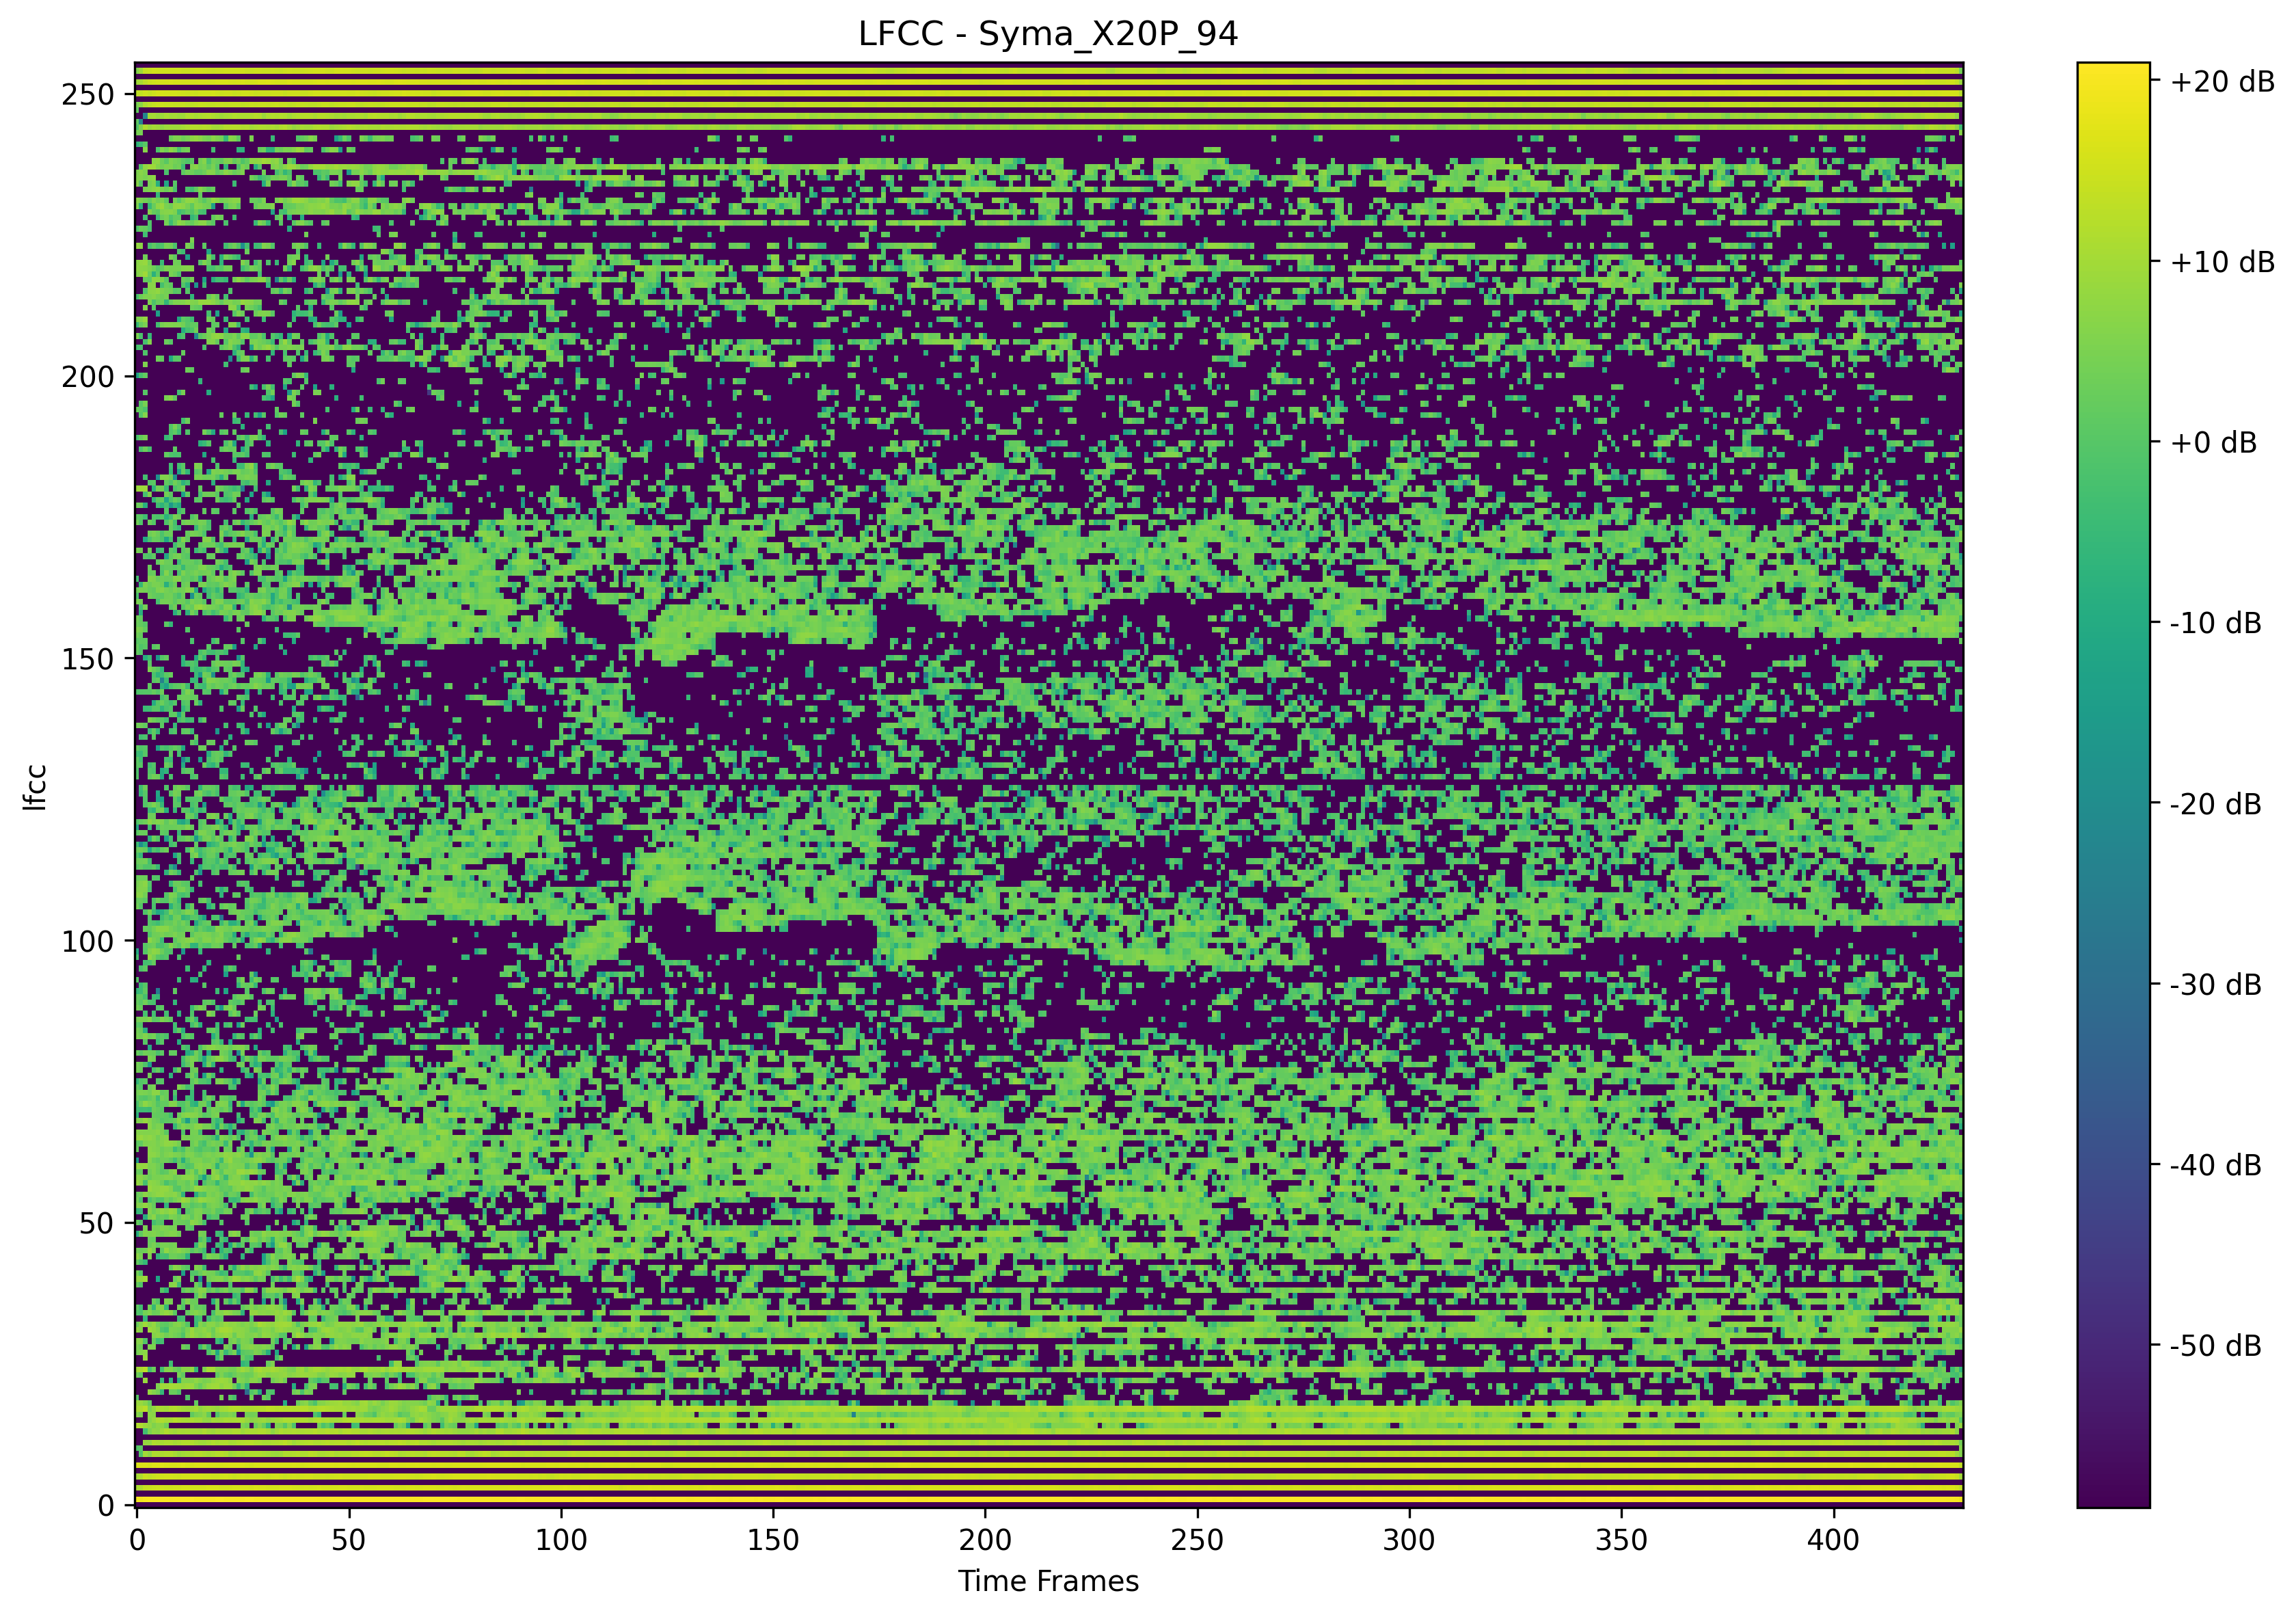 LFCC - Syma_X20P_94
lfcc
250
200
150
100
50
0
0 50 100 150 200 250 300 350 400
Time Frames
+20 dB
+10 dB
+0 dB
-10 dB
-20 dB
-30 dB
-40 dB
-50 dB